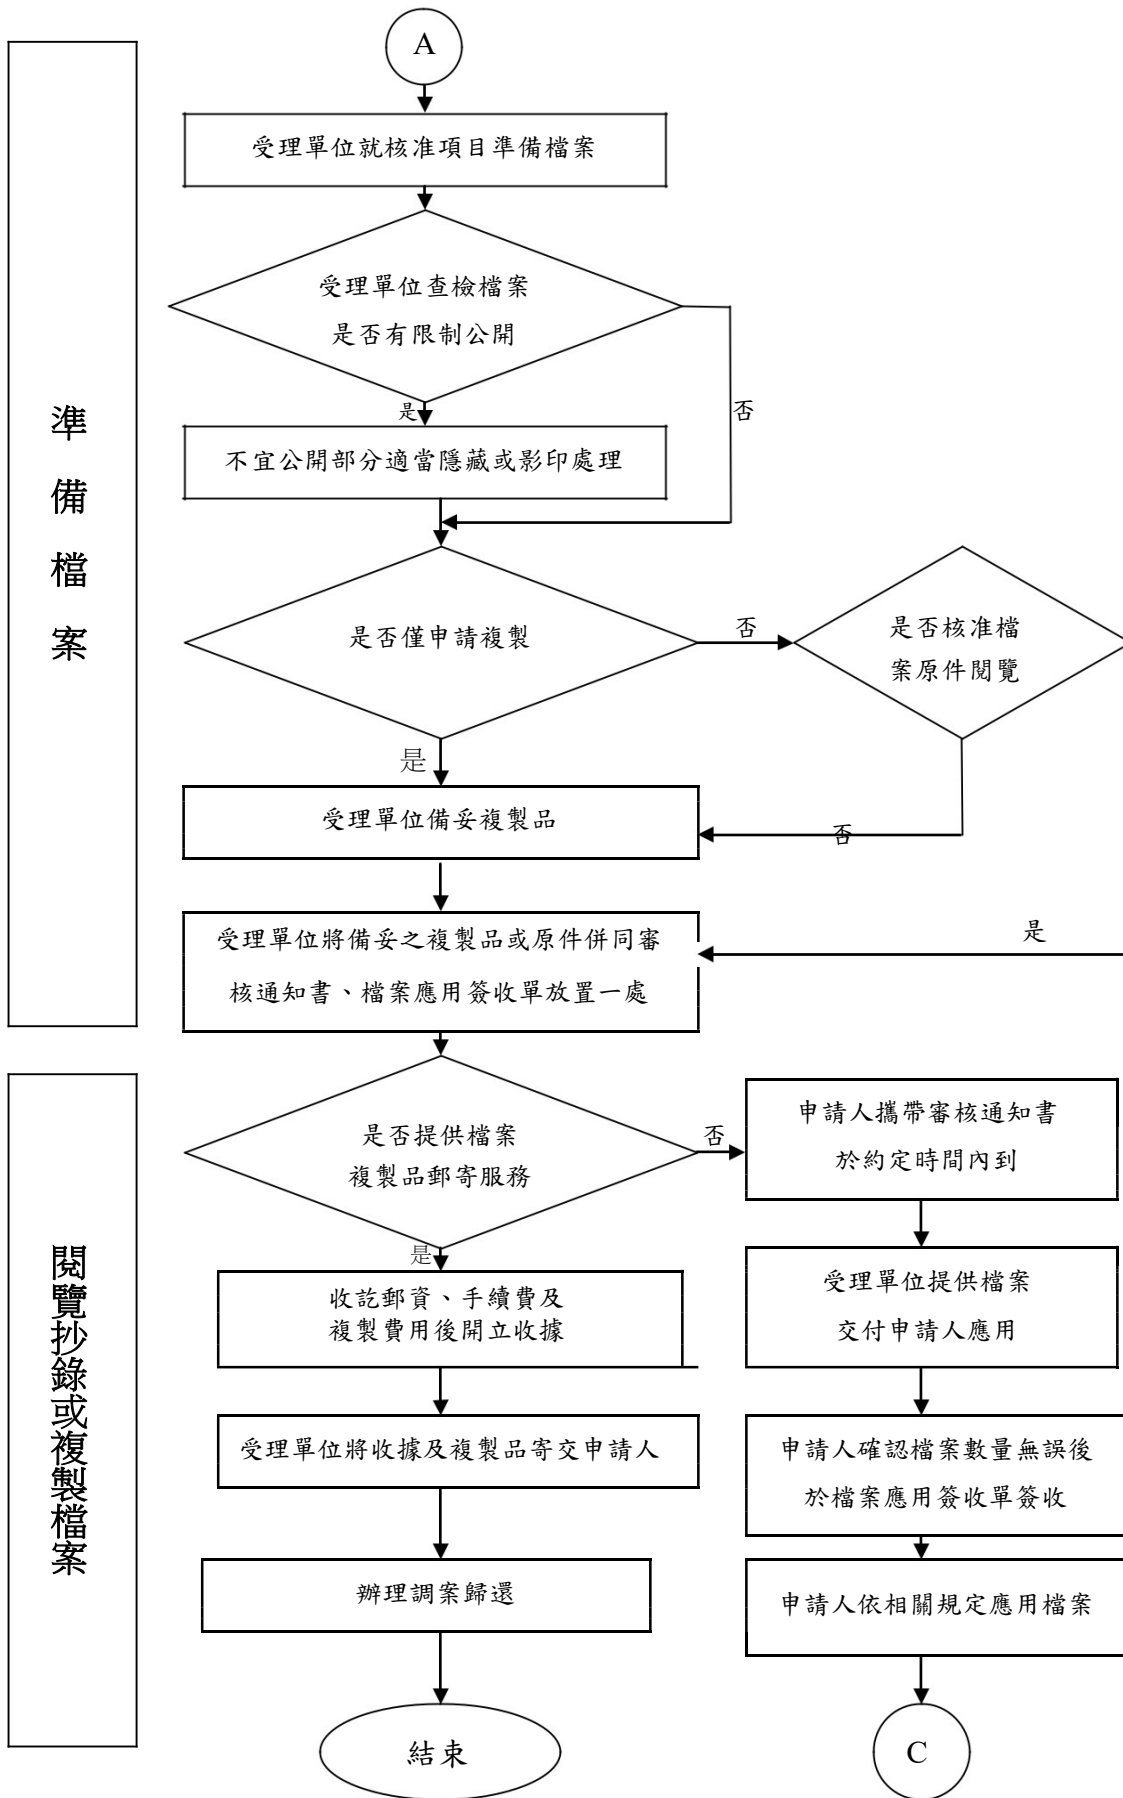 A
受理單位就核准項目準備檔案
受理單位查檢檔案
是否有限制公開
是
否
不宜公開部分適當隱藏或影印處理
準備檔案
是否僅申請複製
否
是否核准檔
案原件閱覽
是
受理單位備妥複製品
否
受理單位將備妥之複製品或原件併同審
核通知書、檔案應用簽收單放置一處
是
閱覽抄錄或複製檔案
是否提供檔案
複製品郵寄服務
否
申請人攜帶審核通知書
於約定時間內到
是
收訖郵資、手續費及
複製費用後開立收據
受理單位提供檔案
交付申請人應用
受理單位將收據及複製品寄交申請人
申請人確認檔案數量無誤後
於檔案應用簽收單簽收
辦理調案歸還
申請人依相關規定應用檔案
結束
C